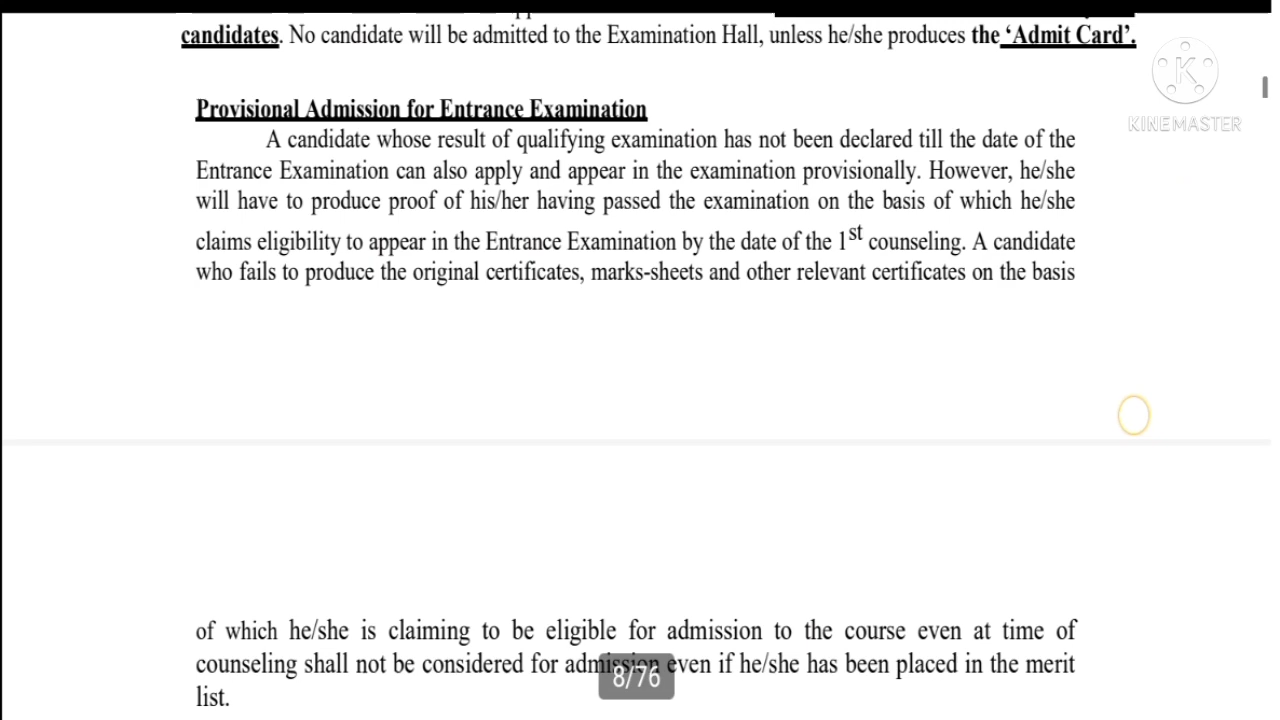 candidates. No candidate will be admitted to the Examination Hall, unless he/she produces the ‘Admit Card’.
KINEMASTER
Provisional Admission for Entrance Examination
A candidate whose result of qualifying examination has not been declared till the date of the
Entrance Examination can also apply and appear in the examination provisionally. However, he/she
will have to produce proof of his/her having passed the examination on the basis of which he/she
claims eligibility to appear in the Entrance Examination by the date of the 1st counseling. A candidate
who fails to produce the original certificates, marks-sheets and other relevant certificates on the basis
of which he/she is claiming to be eligible for admission to the course even at time of
counseling shall not be considered for admission even if he/she has been placed in the merit
8/76
list.